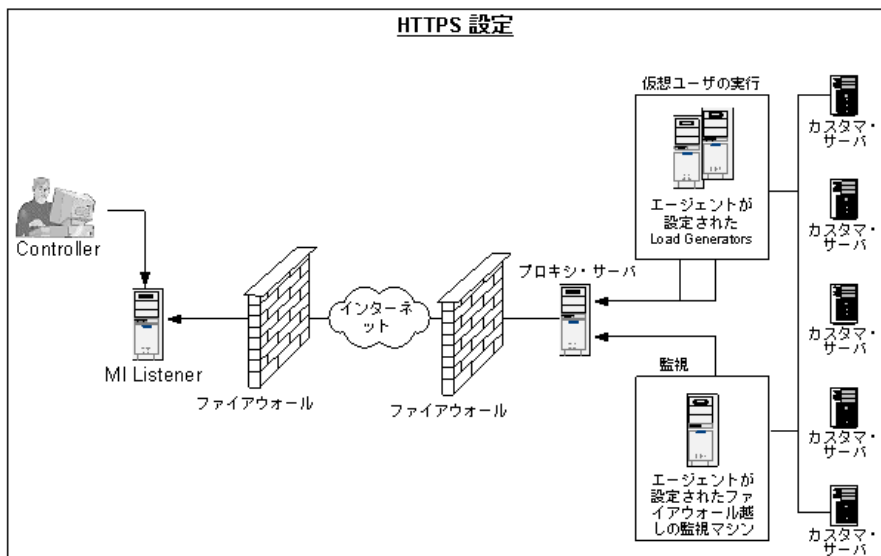 HTTPS 設定
仮想ユーザの実行
カスタマ・
サーバ
エージェントが
設定された
Load Generators
カスタマ・
サーバ
Controller
プロキシ・サーバ
インターネ
ット
カスタマ・
サーバ
MI Listener
ファイアウォール
ファイアウォール
監視
カスタマ・
サーバ
エージェントが
設定されたファ
イアウォール越
しの監視マシン
カスタマ・
サーバ